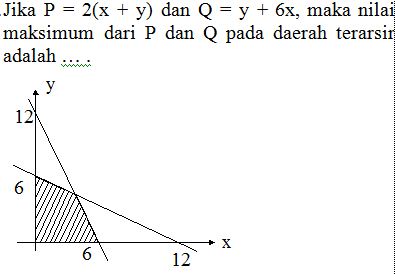 Jika P = 2(x + y) dan Q = y + 6x, maka nilai
maksimum dari P dan Q pada daerah terarsir
adalah ... .
y
12
6
6
12
x